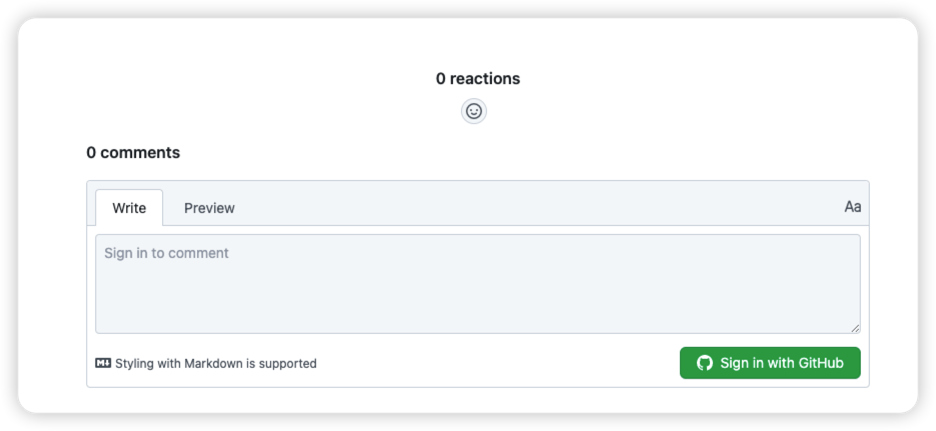 0 reactions
0 comments
Write Preview Aa
Sign in to comment
M↓ Styling with Markdown is supported Sign in with GitHub